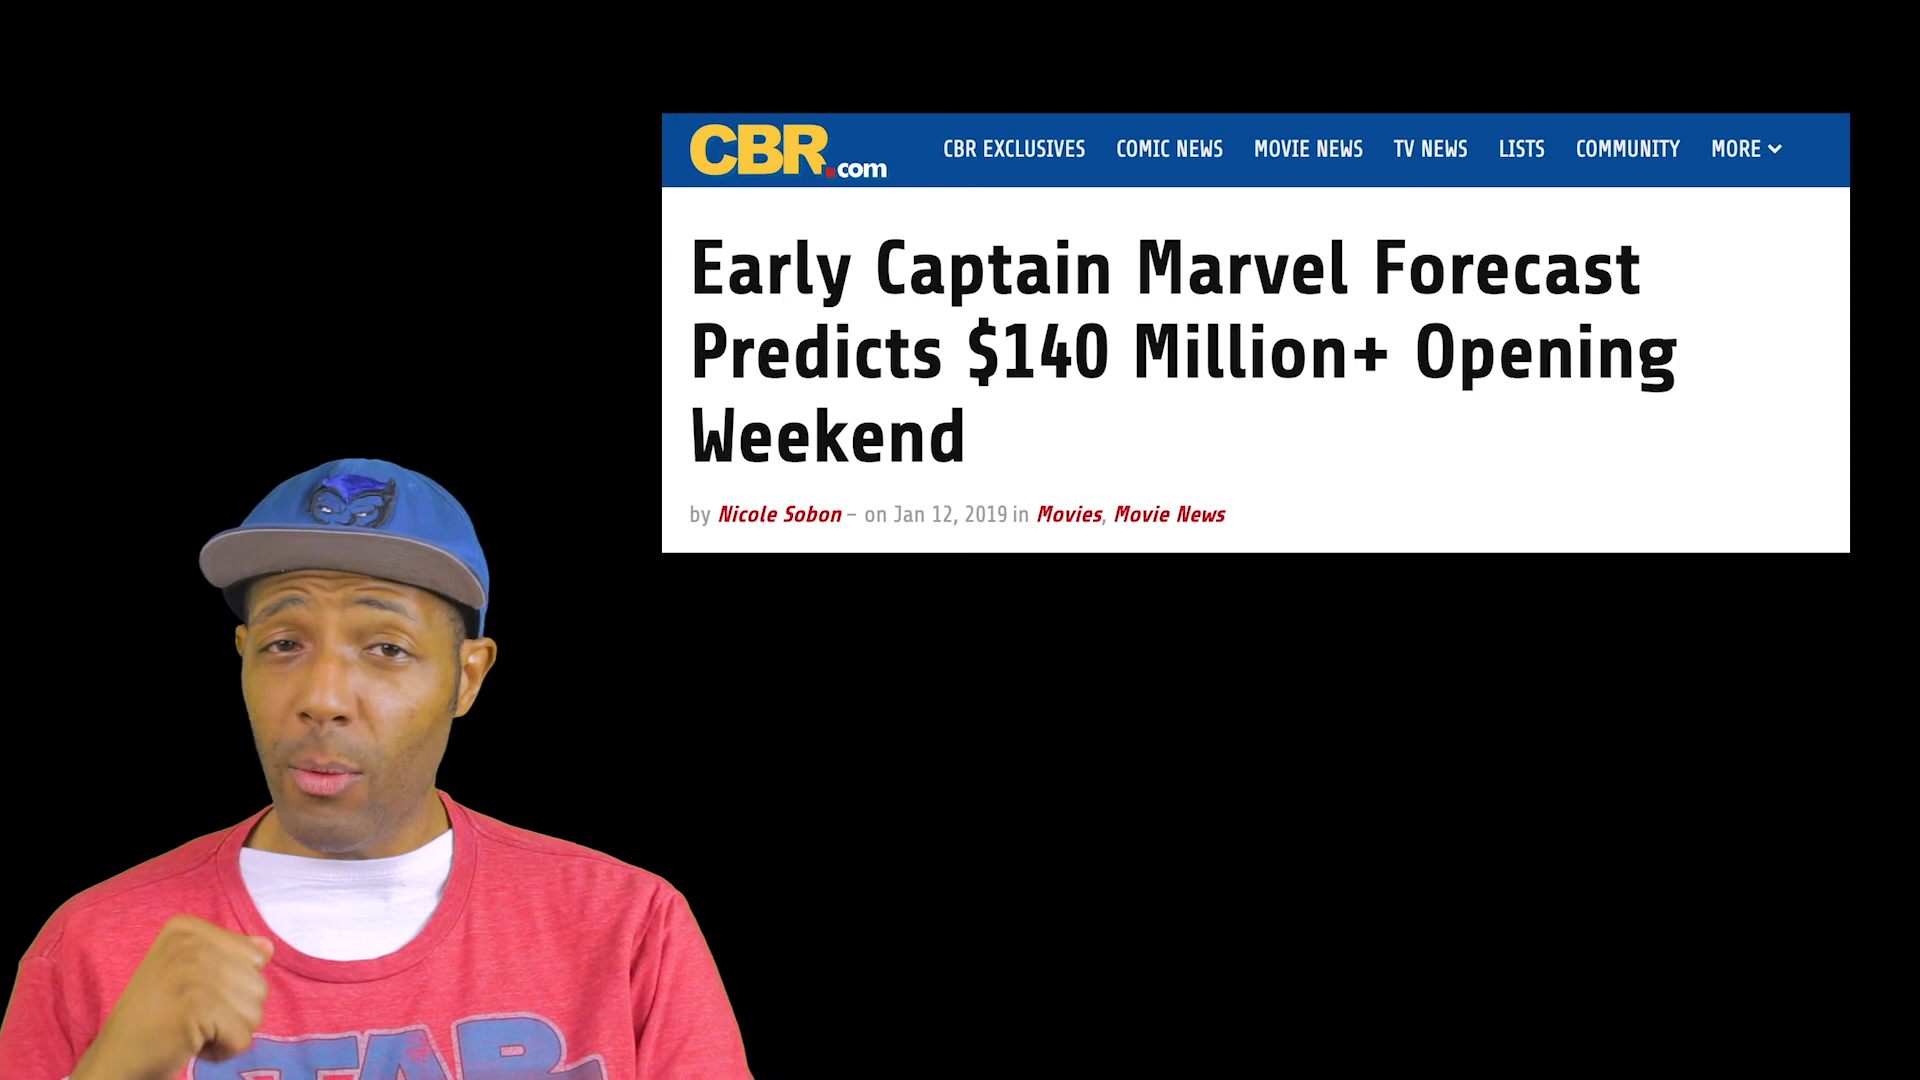 CBR.com
CBR EXCLUSIVES COMIC NEWS MOVIE NEWS TV NEWS LISTS COMMUNITY MORE
Early Captain Marvel Forecast
Predicts $140 Million+ Opening
Weekend
by Nicole Sobon – on Jan 12, 2019 in Movies, Movie News
STAR